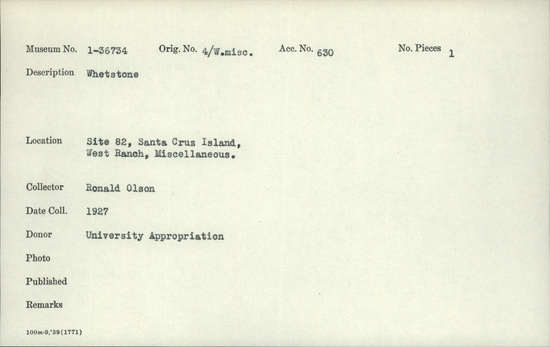 Museum No. 1-36734 Orig. No. 4/W.misc. Acc. No. 630 No. Pieces 1
Description Whetstone
Location Site 82, Santa Crus Island,
West Ranch, Miscellaneous.
Collector Ronald Olson
Date Coll. 1927
Donor University Appropriation
Photo
Published
Remarks
100m-9,'39(1771)